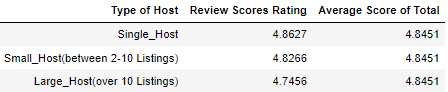 Type of Host Review Scores Rating Average Score of Total
Single_Host 4.8627 4.8451
Small_Host(between 2-10 Listings) 4.8266 4.8451
Large_Host(over 10 Listings) 4.7456 4.8451